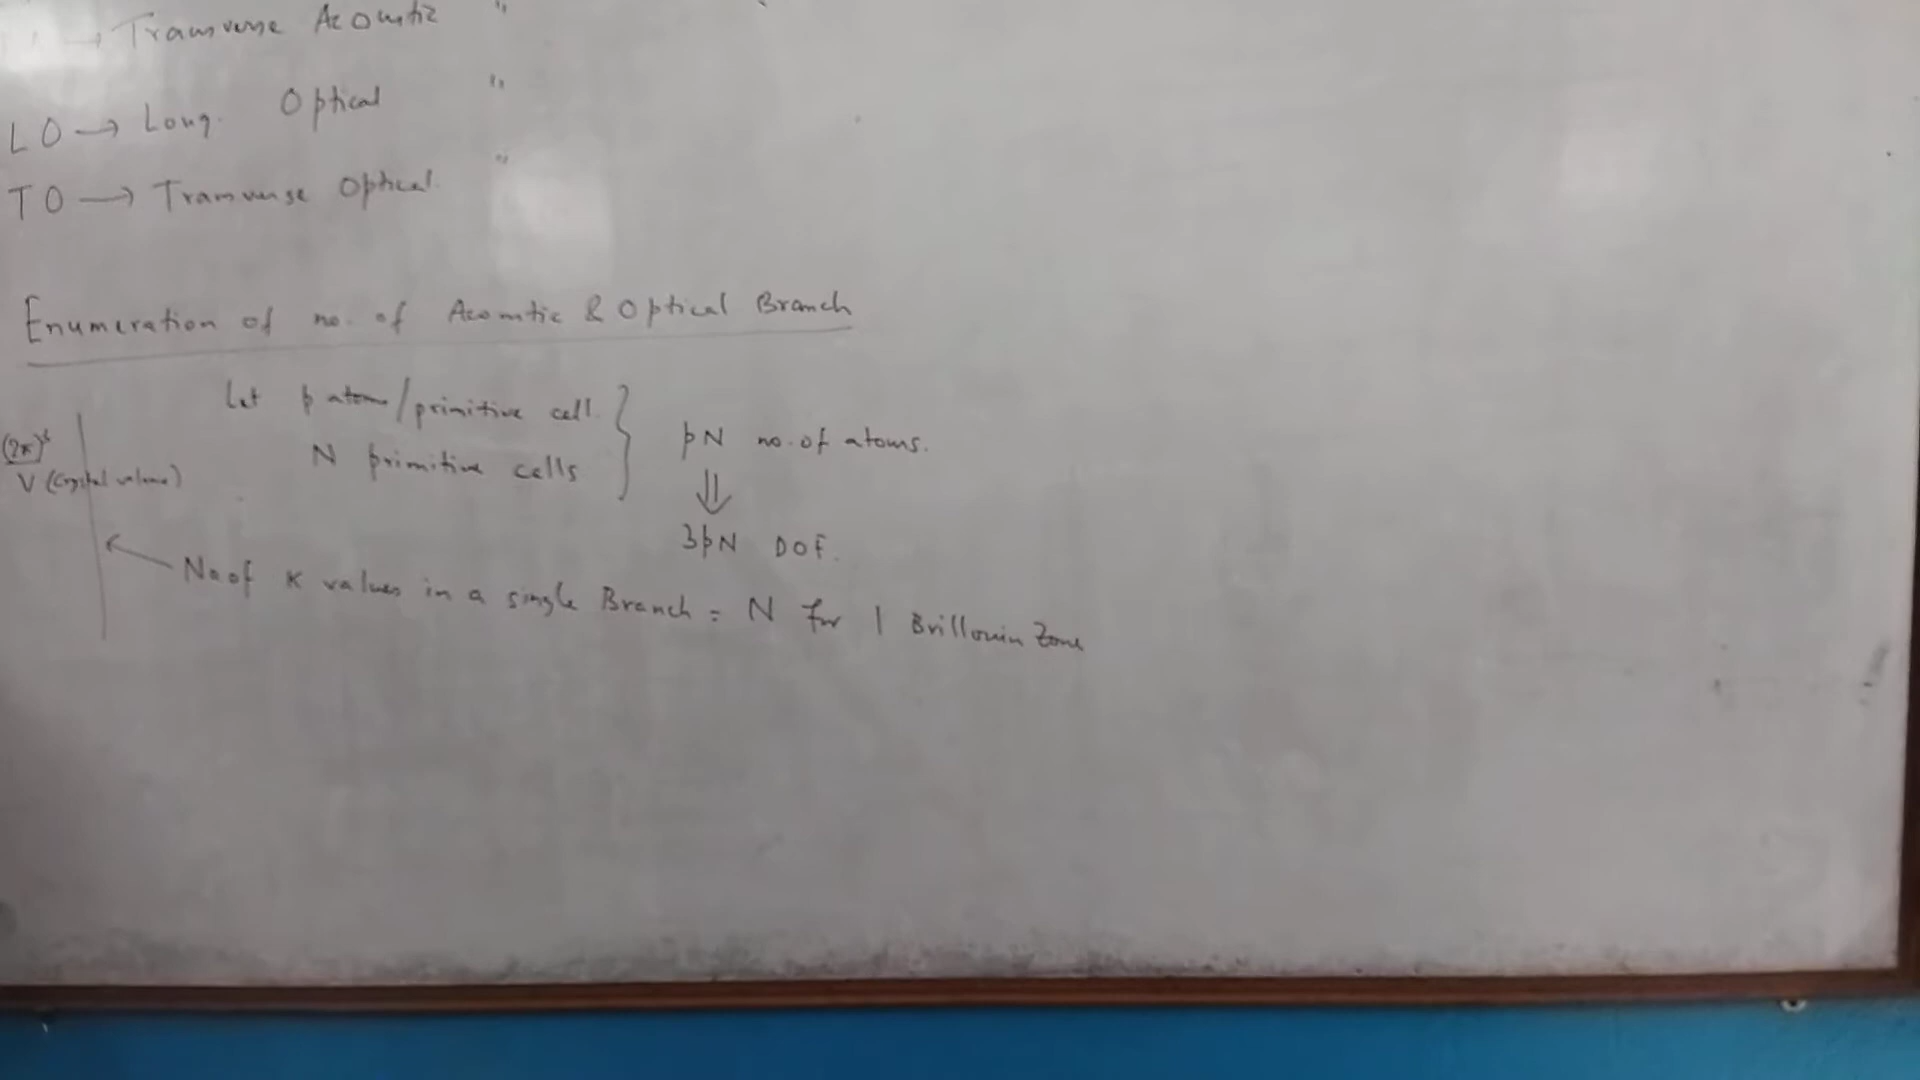 → Transverse Acoustic "
LO → Long. Optical "
TO → Transverse Optical "
Enumeration of no. of Acoustic & Optical Branch
Let p atoms/primitive cell
N primitive cells
pN no. of atoms.
⇓
3pN DOF.
(2π)³
V (Crystal volume)
No of K values in a single Branch = N for 1 Brillouin Zone